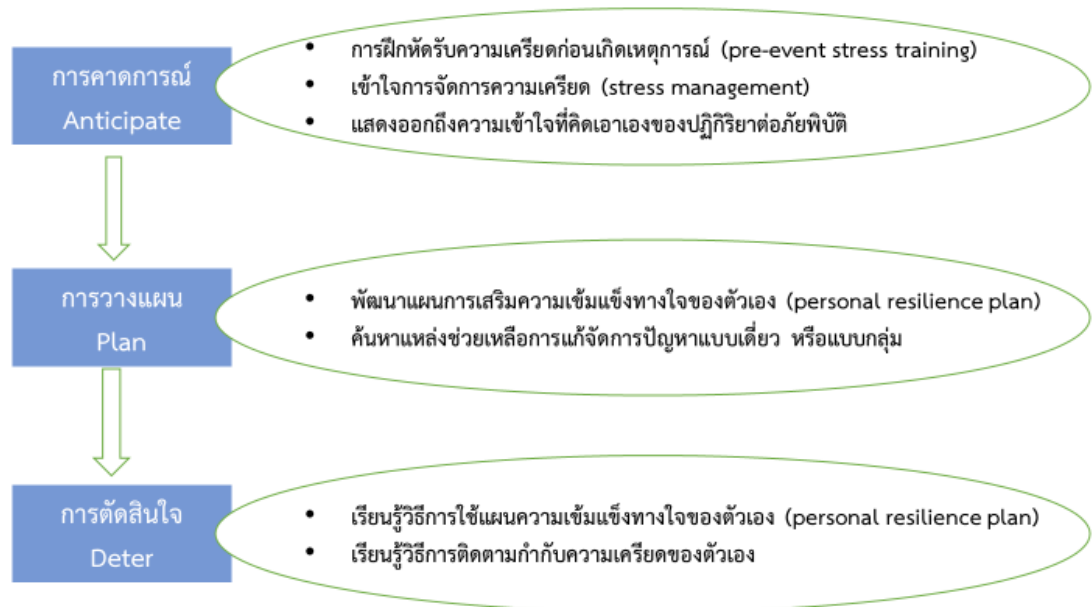 การคาดการณ์
Anticipate
• การฝึกหัดรับความเครียดก่อนเกิดเหตุการณ์ (pre-event stress training)
• เข้าใจการจัดการความเครียด (stress management)
• แสดงออกถึงความเข้าใจที่คิดเอาเองของปฏิกิริยาต่อภัยพิบัติ
การวางแผน
Plan
• พัฒนาแผนการเสริมความเข้มแข็งทางใจของตัวเอง (personal resilience plan)
• ค้นหาแหล่งช่วยเหลือการแก้จัดการปัญหาแบบเดี่ยว หรือแบบกลุ่ม
การตัดสินใจ
Deter
• เรียนรู้วิธีการใช้แผนความเข้มแข็งทางใจของตัวเอง (personal resilience plan)
• เรียนรู้วิธีการติดตามกำกับความเครียดของตัวเอง